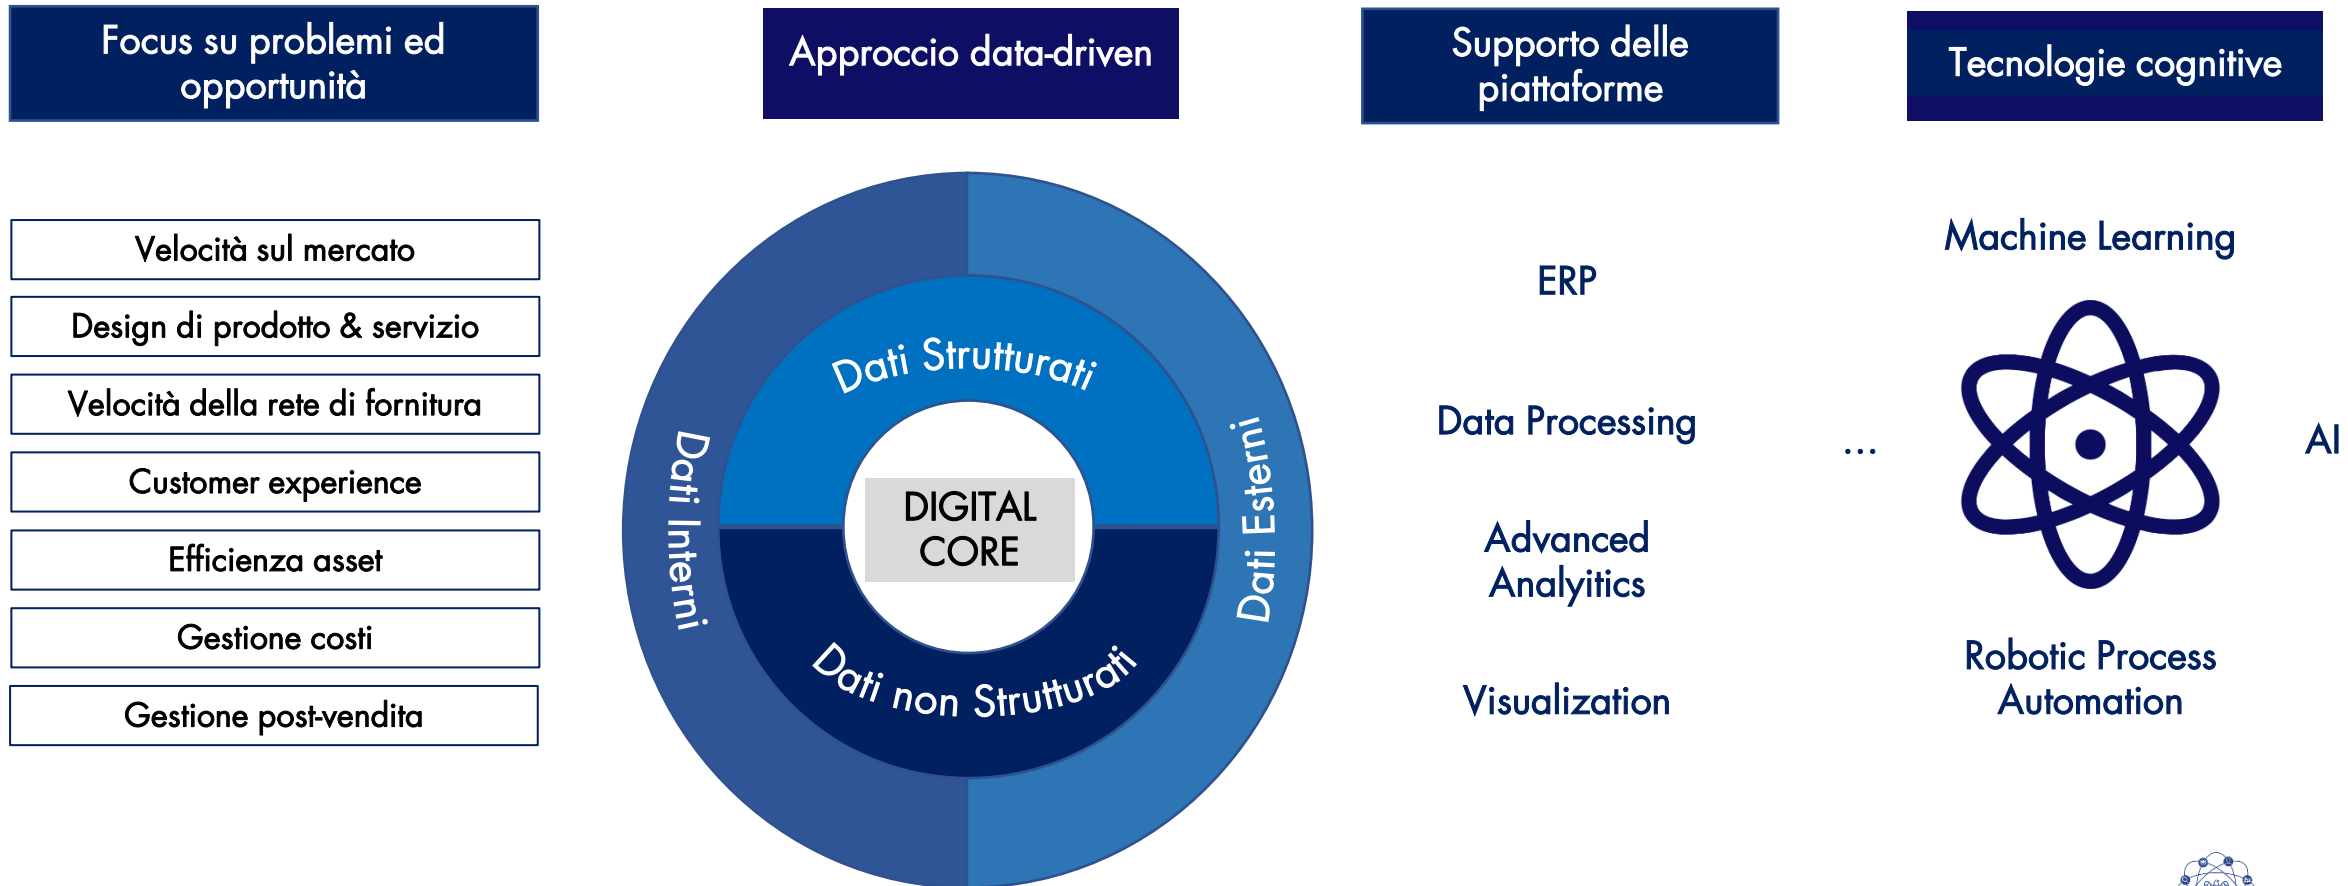 Focus su problemi ed
opportunità
Velocità sul mercato
Design di prodotto & servizio
Velocità della rete di fornitura
Customer experience
Efficienza asset
Gestione costi
Gestione post-vendita
Approccio data-driven
Dati Interni
Dati Strutturati
DIGITAL
CORE
Dati non Strutturati
Dati Esterni
Supporto delle
piattaforme
ERP
Data Processing
Advanced
Analyitics
Visualization
Tecnologie cognitive
Machine Learning
...
AI
Robotic Process
Automation